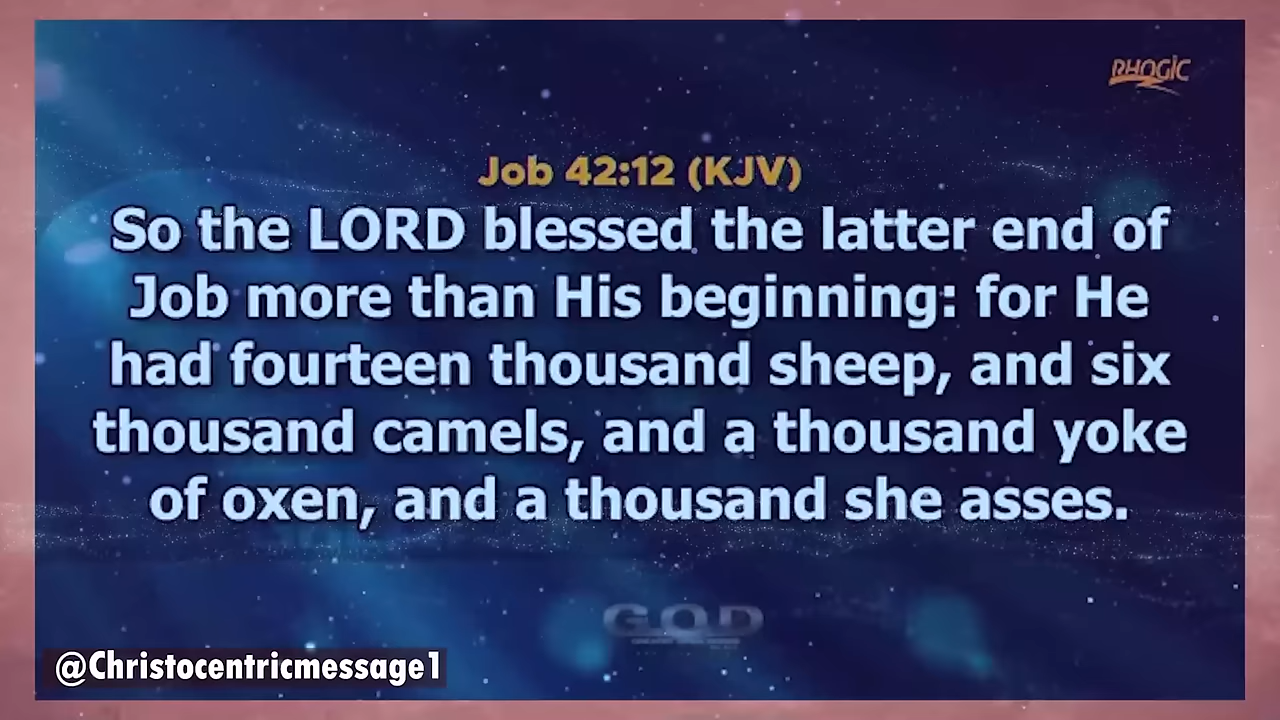 RHOGIC
Job 42:12 (KJV)
So the LORD blessed the latter end of
Job more than His beginning: for He
had fourteen thousand sheep, and six
thousand camels, and a thousand yoke
of oxen, and a thousand she asses.
G.O.D
@Christocentricmessage1